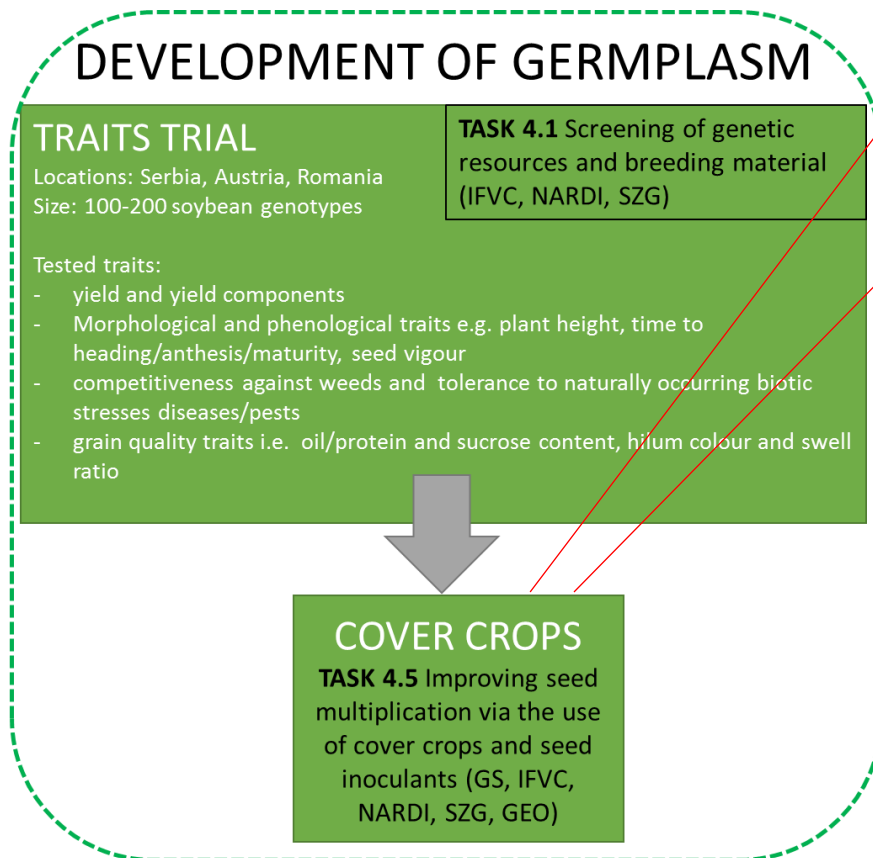 DEVELOPMENT OF GERMPLASM
TRAITS TRIAL
Locations: Serbia, Austria, Romania
Size: 100-200 soybean genotypes
TASK 4.1 Screening of genetic
resources and breeding material
(IFVC, NARDI, SZG)
Tested traits:
- yield and yield components
- Morphological and phenological traits e.g. plant height, time to
heading/anthesis/maturity, seed vigour
- competitiveness against weeds and tolerance to naturally occurring biotic
stresses diseases/pests
- grain quality traits i.e. oil/protein and sucrose content, hilum colour and swell
ratio
COVER CROPS
TASK 4.5 Improving seed
multiplication via the use
of cover crops and seed
inoculants (GS, IFVC,
NARDI, SZG, GEO)